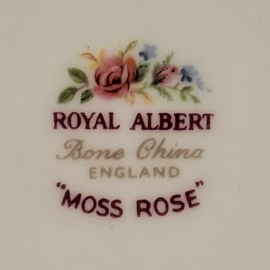 ROYAL ALBERT
Bone China
ENGLAND
"MOSS ROSE"